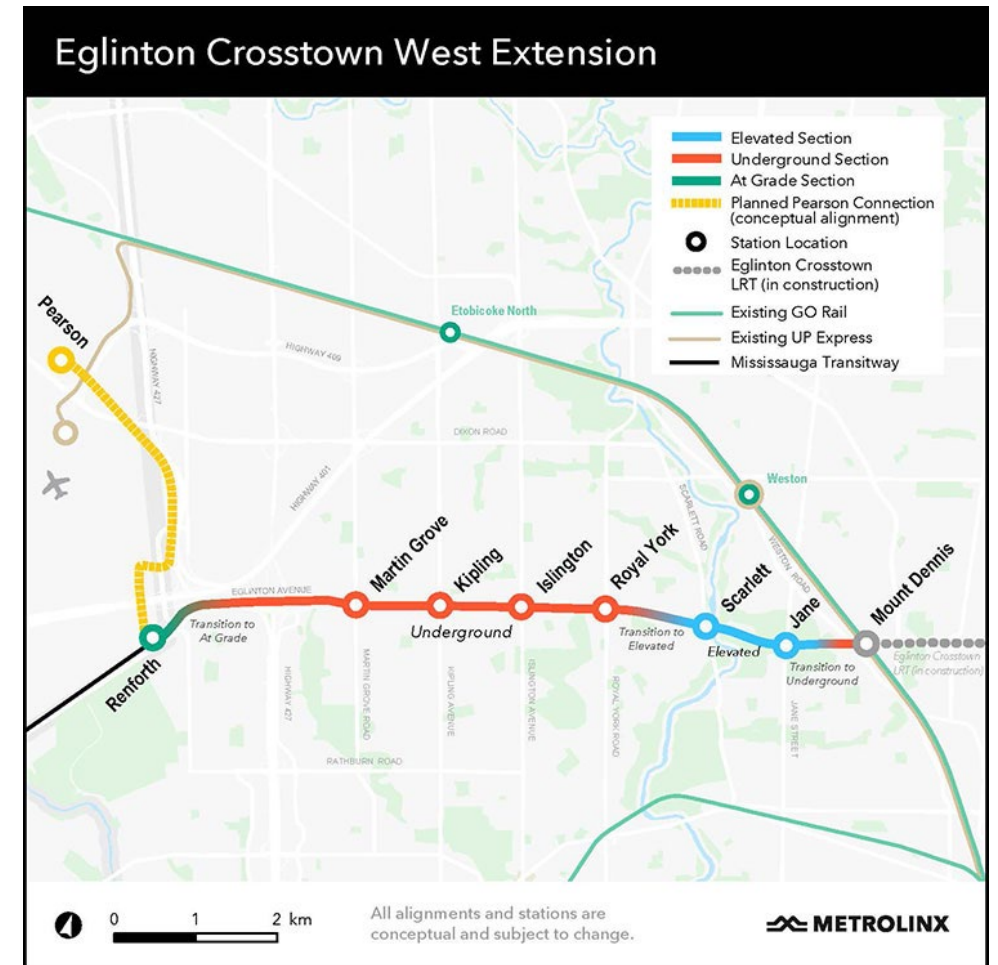 Eglinton Crosstown West Extension
Elevated Section
Underground Section
At Grade Section
Planned Pearson Connection
(conceptual alignment)
Station Location
Eglinton Crosstown
LRT (in construction)
Existing GO Rail
Existing UP Express
Mississauga Transitway
Pearson
Etobicoke North
HIGHWAY 409
HIGHWAY 427
DIXON ROAD
HIGHWAY 401
Weston
SCARLETT ROAD
WESTON ROAD
EGLINTON AVENUE
Martin Grove
Kipling
Islington
Royal York
Scarlett
Jane
Mount Dennis
Renforth
Transition to
At Grade
Underground
Transition to
Elevated
Elevated
Transition to
Underground
Eglinton Crosstown
LRT (in construction)
HIGHWAY 427
MARTIN GROVE ROAD
KIPLING AVENUE
ISLINGTON AVENUE
ROYAL YORK ROAD
JANE STREET
RATHBURN ROAD
0 1 2 km
All alignments and stations are
conceptual and subject to change.
METROLINX